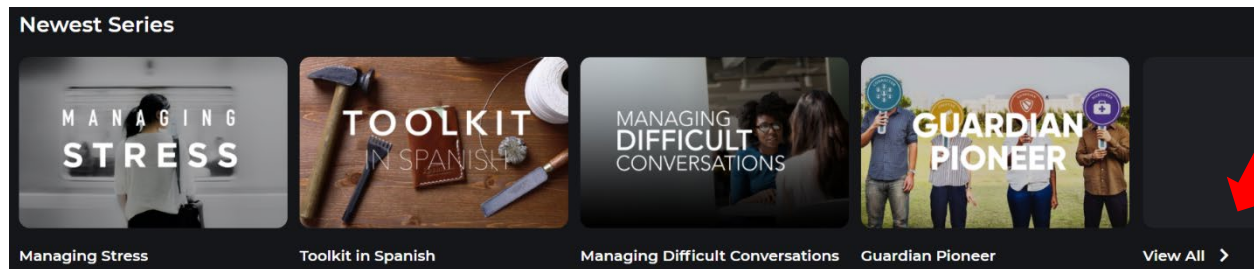 Newest Series
MANAGING
STRESS
TOOLKIT
IN SPANISH
MANAGING
DIFFICULT
CONVERSATIONS
GUARDIAN
PIONEER
Managing Stress
Toolkit in Spanish
Managing Difficult Conversations
Guardian Pioneer
View All